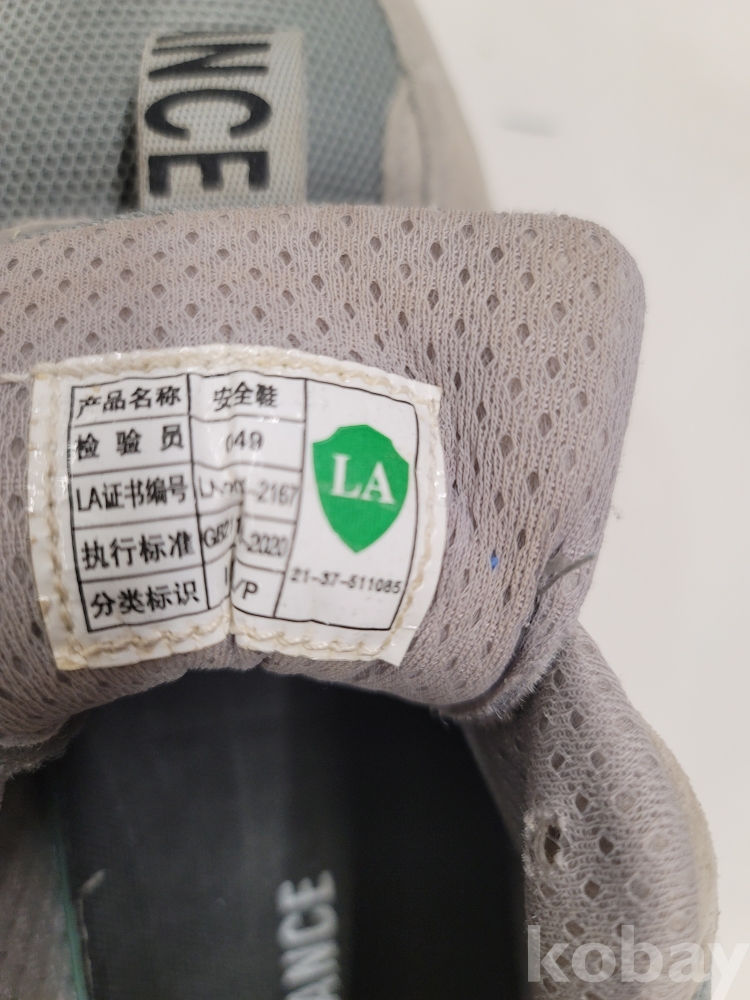 NCE
产品名称 安全鞋
检验员 049
LA证书编号 -2167
执行标准 -2020
分类标识 /P
LA
21-37-511085
ANCE
kobay